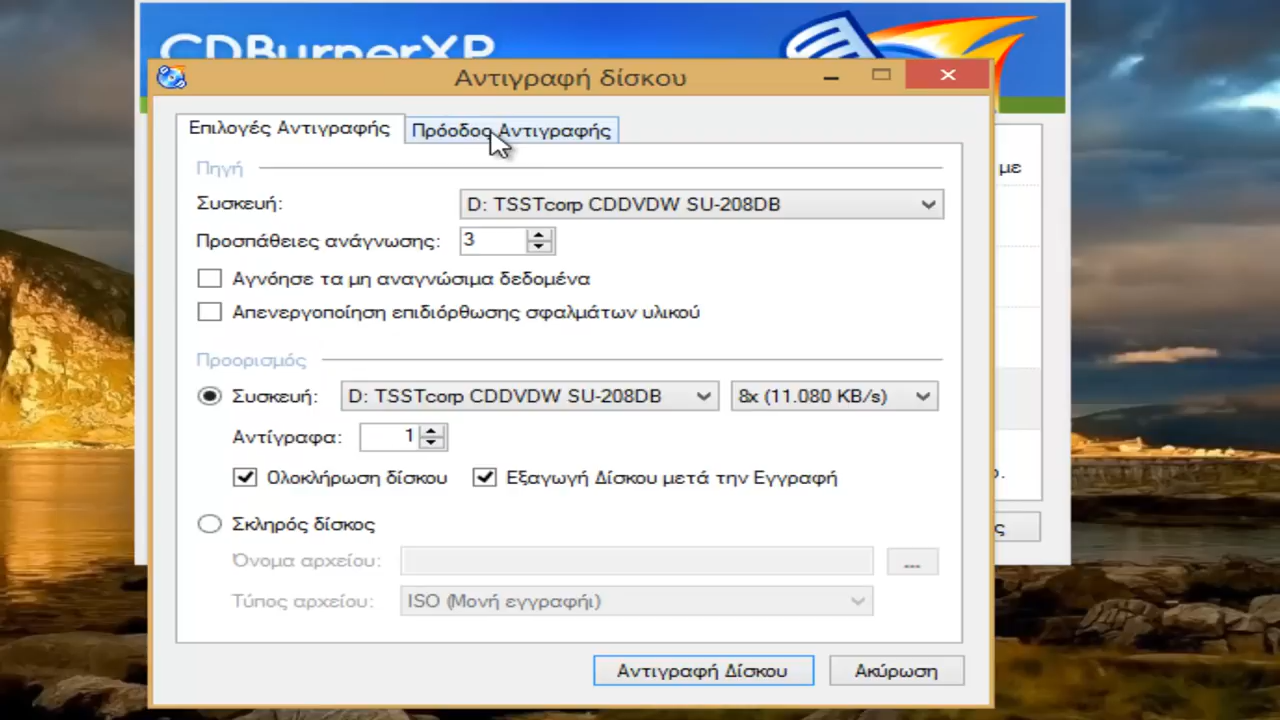 CDBurnerXP
Αντιγραφή δίσκου
Επιλογές Αντιγραφής
Πρόοδος Αντιγραφής
με
Πηγή
Συσκευή: D: TSSTcorp CDDVDW SU-208DB
Προσπάθειες ανάγνωσης: 3
Αγνόησε τα μη αναγνώσιμα δεδομένα
Απενεργοποίηση επιδιόρθωσης σφαλμάτων υλικού
Προορισμός
Συσκευή: D: TSSTcorp CDDVDW SU-208DB 8x (11.080 KB/s)
Αντίγραφα: 1
Ολοκλήρωση δίσκου Εξαγωγή Δίσκου μετά την Εγγραφή
Σκληρός δίσκος
Όνομα αρχείου: ...
Τύπος αρχείου: ISO (Μονή εγγραφήι)
Αντιγραφή Δίσκου Ακύρωση